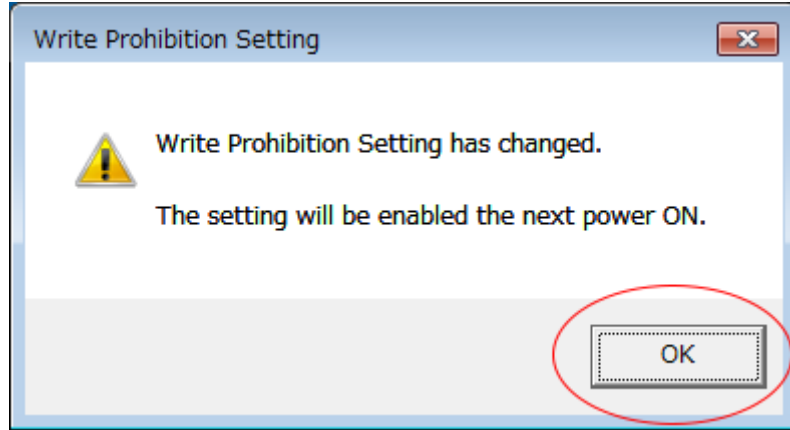 Write Prohibition Setting
Write Prohibition Setting has changed.
The setting will be enabled the next power ON.
OK